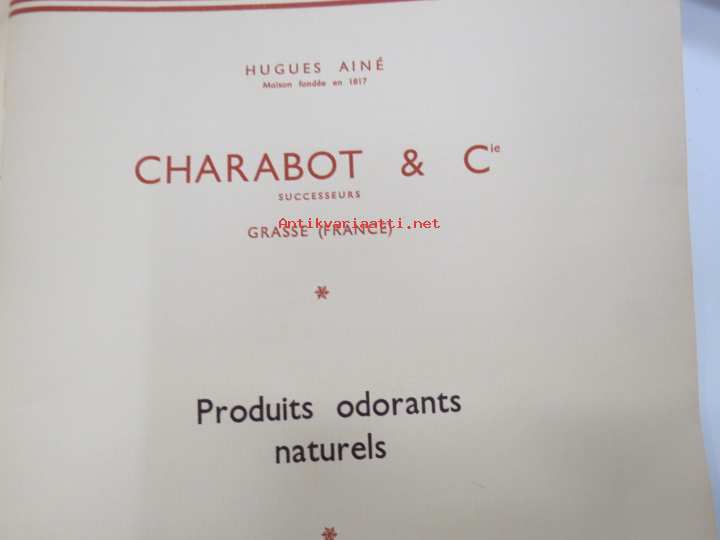 HUGUES AINÉ
Maison fondée en 1817
CHARABOT & Cie
SUCCESSEURS
Antikvariaatti.net
GRASSE (FRANCE)
Produits odorants
naturels